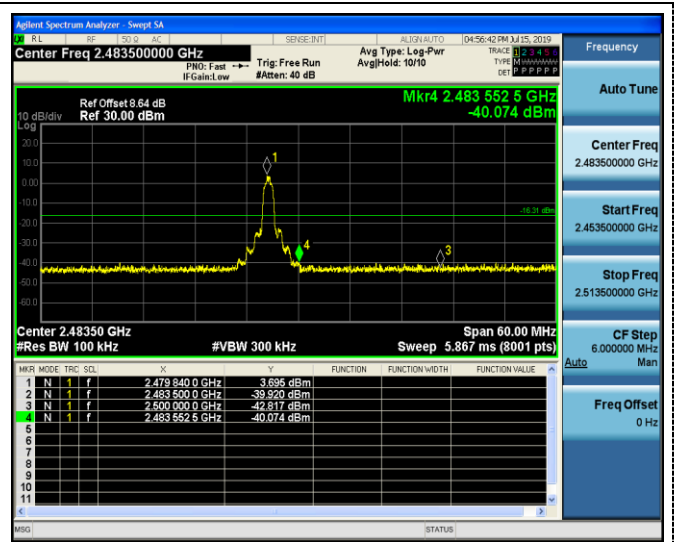 Agilent Spectrum Analyzer - Swept SA
RL RF 50 Ω AC SENSE:INT ALIGN AUTO 04:56:42 PM Jul 15, 2019
Center Freq 2.483500000 GHz
PNO: Fast
IFGain:Low
Trig: Free Run
#Atten: 40 dB
Avg Type: Log-Pwr
Avg|Hold: 10/10
TRACE 1 2 3 4 5 6
TYPE M
DET P P P P P P
Mkr4 2.483 552 5 GHz
-40.074 dBm
Ref Offset 8.64 dB
10 dB/div Ref 30.00 dBm
Log
20.0
10.0
0.00
-10.0
-20.0
-30.0
-40.0
-50.0
-60.0
1
-16.31 dBm
4
3
Center 2.48350 GHz Span 60.00 MHz
#Res BW 100 kHz #VBW 300 kHz Sweep 5.867 ms (8001 pts)
MKR MODE TRC SCL X Y FUNCTION FUNCTION WIDTH FUNCTION VALUE
1 N 1 f 2.479 840 0 GHz 3.695 dBm
2 N 1 f 2.483 500 0 GHz -39.920 dBm
3 N 1 f 2.500 000 0 GHz -42.817 dBm
4 N 1 f 2.483 552 5 GHz -40.074 dBm
5
6
7
8
9
10
11
MSG STATUS
Frequency
Auto Tune
Center Freq
2.483500000 GHz
Start Freq
2.453500000 GHz
Stop Freq
2.513500000 GHz
CF Step
6.000000 MHz
Auto Man
Freq Offset
0 Hz